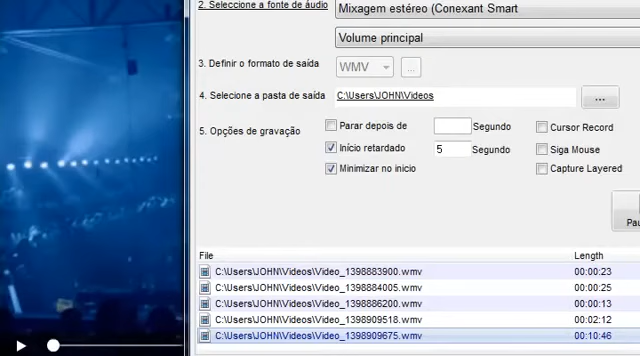 2. Seleccione a fonte de áudio
Mixagem estéreo (Conexant Smart
Volume principal
3. Definir o formato de saída
WMV
...
4. Selecione a pasta de saída
C:\Users\JOHN\Videos
...
5. Opções de gravação
Parar depois de
Segundo
Cursor Record
Início retardado
5
Segundo
Siga Mouse
Minimizar no inicio
Capture Layered
Pau
File
Length
C:\Users\JOHN\Videos\Video_1398883900.wmv
00:00:23
C:\Users\JOHN\Videos\Video_1398884005.wmv
00:00:25
C:\Users\JOHN\Videos\Video_1398886200.wmv
00:00:13
C:\Users\JOHN\Videos\Video_1398909518.wmv
00:02:12
C:\Users\JOHN\Videos\Video_1398909675.wmv
00:10:46